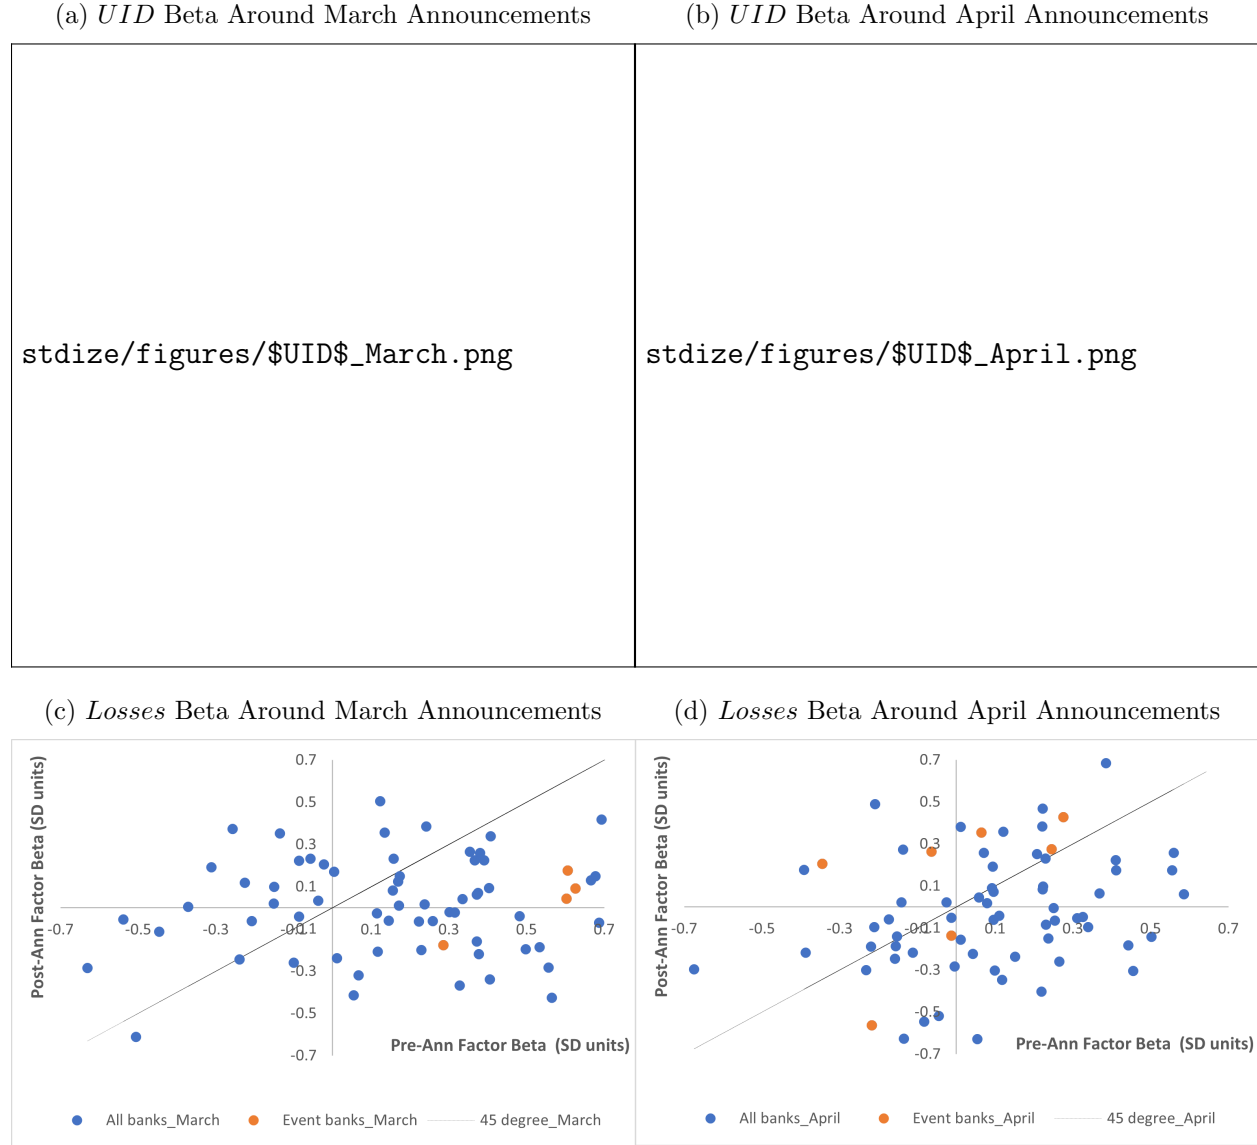 (a) UID Beta Around March Announcements
(b) UID Beta Around April Announcements
stdize/figures/$UID$_March.png
stdize/figures/$UID$_April.png
(c) Losses Beta Around March Announcements
(d) Losses Beta Around April Announcements
Post-Ann Factor Beta (SD units)
0.7
0.5
0.3
0.1
-0.7
-0.5
-0.3
-0.1
0.1
0.3
0.5
0.7
-0.1
-0.3
-0.5
-0.7
Pre-Ann Factor Beta (SD units)
All banks_March
Event banks_March
45 degree_March
Post-Ann Factor Beta (SD units)
0.7
0.5
0.3
0.1
-0.7
-0.5
-0.3
-0.1
0.1
0.3
0.5
0.7
-0.1
-0.3
-0.5
-0.7
Pre-Ann Factor Beta (SD units)
All banks_April
Event banks_April
45 degree_April